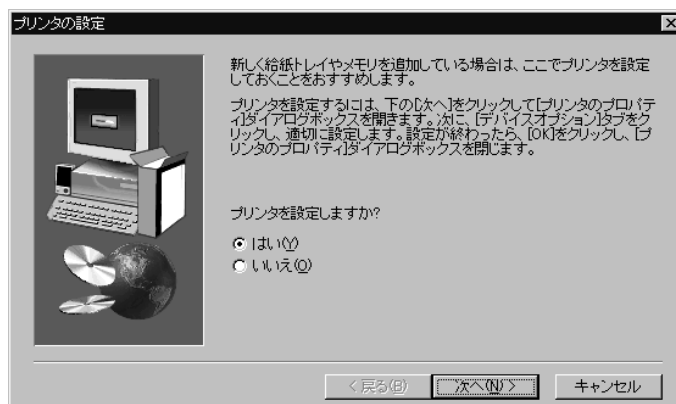 プリンタの設定
新しく給紙トレイやメモリを追加している場合は、ここでプリンタを設定
しておくことをおすすめします。
プリンタを設定するには、下の[次へ]をクリックして[プリンタのプロパテ
ィ]ダイアログボックスを開きます。次に、[デバイスオプション]タブをク
リックし、適切に設定します。設定が終わったら、[OK]をクリックし、[プ
リンタのプロパティ]ダイアログボックスを閉じます。
プリンタを設定しますか?
はい(Y)
いいえ(O)
< 戻る(B)
次へ(N) >
キャンセル